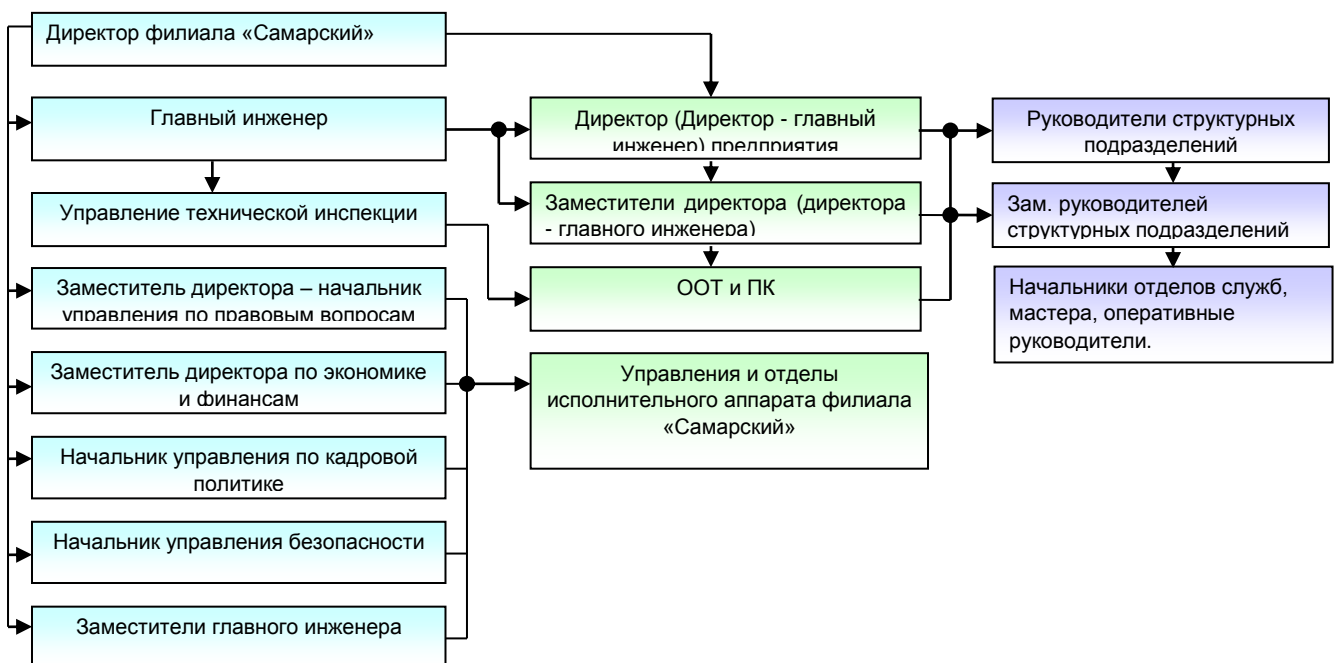 Директор филиала «Самарский»
Главный инженер
Управление технической инспекции
Заместитель директора – начальник
управления по правовым вопросам
Заместитель директора по экономике
и финансам
Начальник управления по кадровой
политике
Начальник управления безопасности
Заместители главного инженера
Директор (Директор - главный
инженер) предприятия
Заместители директора (директора
- главного инженера)
ООТ и ПК
Управления и отделы
исполнительного аппарата филиала
«Самарский»
Руководители структурных
подразделений
Зам. руководителей
структурных подразделений
Начальники отделов служб,
мастера, оперативные
руководители.